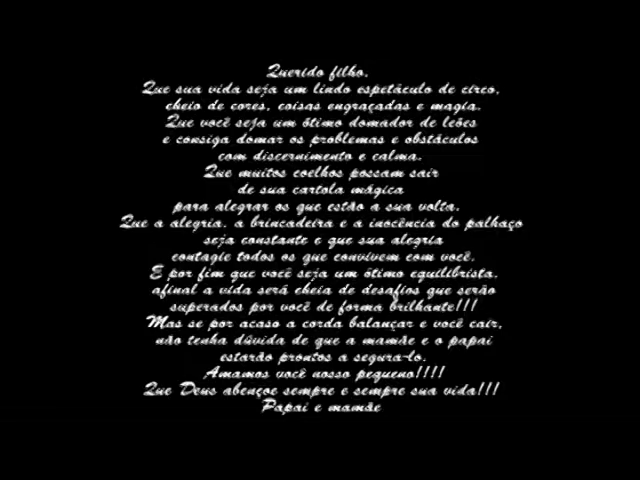 Querido filho.
Que sua vida seja um lindo espetáculo de circo,
cheio de cores, coisas engraçadas e magia.
Que você seja um ótimo domador de leões
e consiga domar os problemas e obstáculos
com discernimento e calma.
Que muitos coelhos possam sair
de sua cartola mágica
para alegrar os que estão a sua volta.
Que a alegria, a brincadeira e a inocência do palhaço
seja constante e que sua alegria
contagie todos os que convivem com você.
E por fim que você seja um ótimo equilibrista,
afinal a vida será cheia de desafios que serão
superados por você de forma brilhante!!!
Mas se por acaso a corda balançar e você cair,
não tenha dúvida de que a mamãe e o papai
estarão prontos a segura-lo.
Amamos você nosso pequeno!!!!
Que Deus abençoe sempre e sempre sua vida!!!
Papai e mamãe